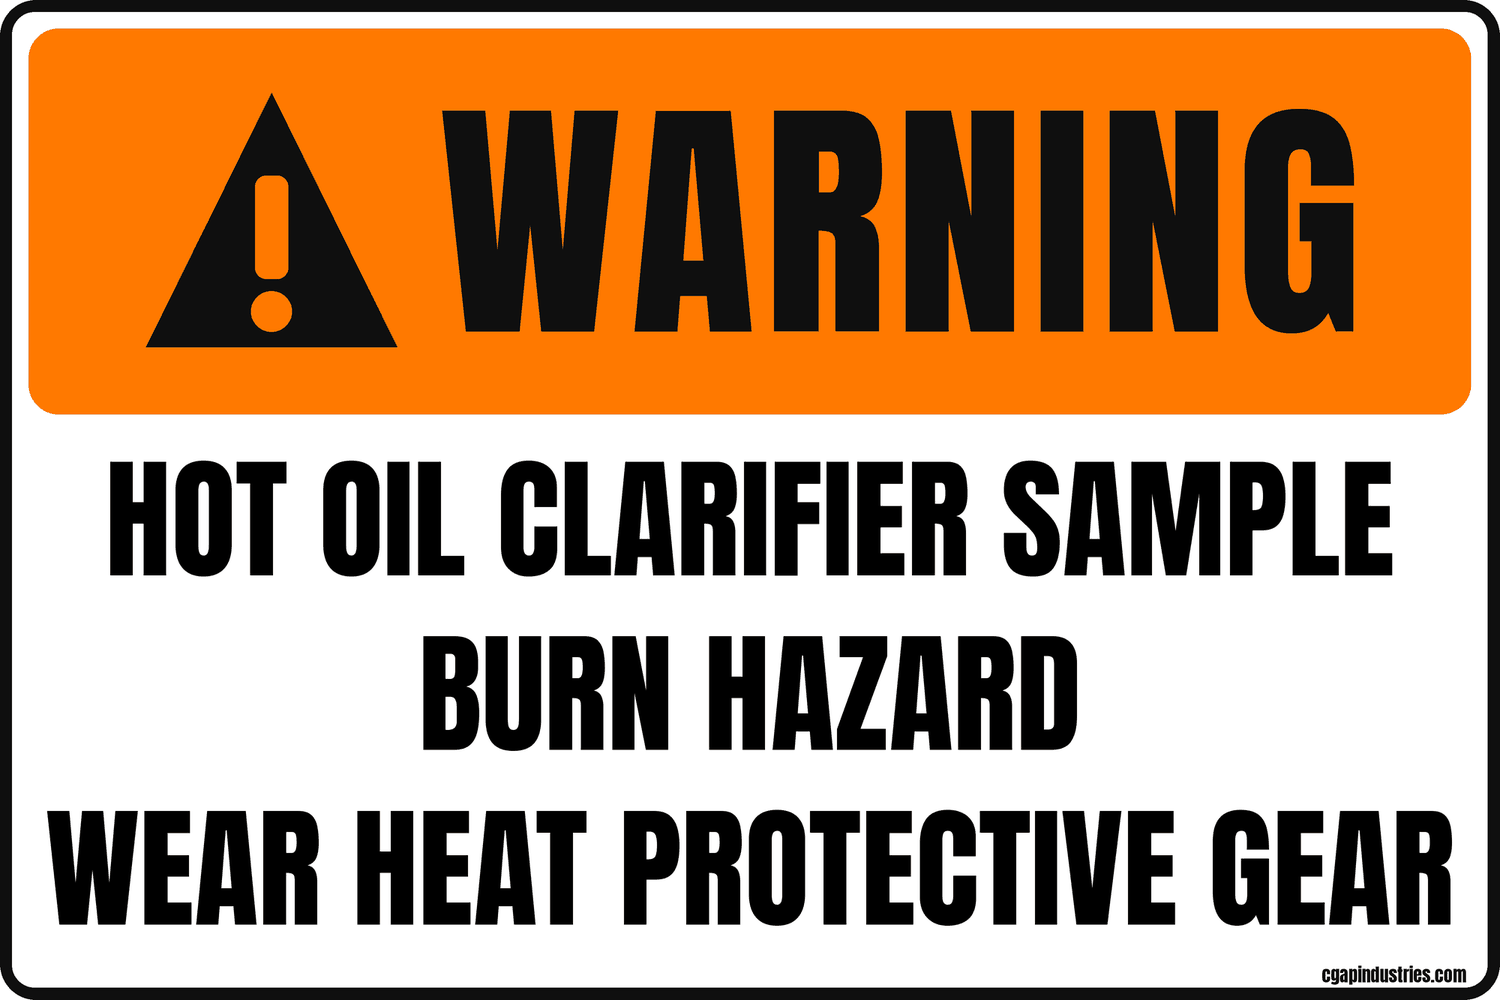 WARNING
HOT OIL CLARIFIER SAMPLE
BURN HAZARD
WEAR HEAT PROTECTIVE GEAR
cgapindustries.com